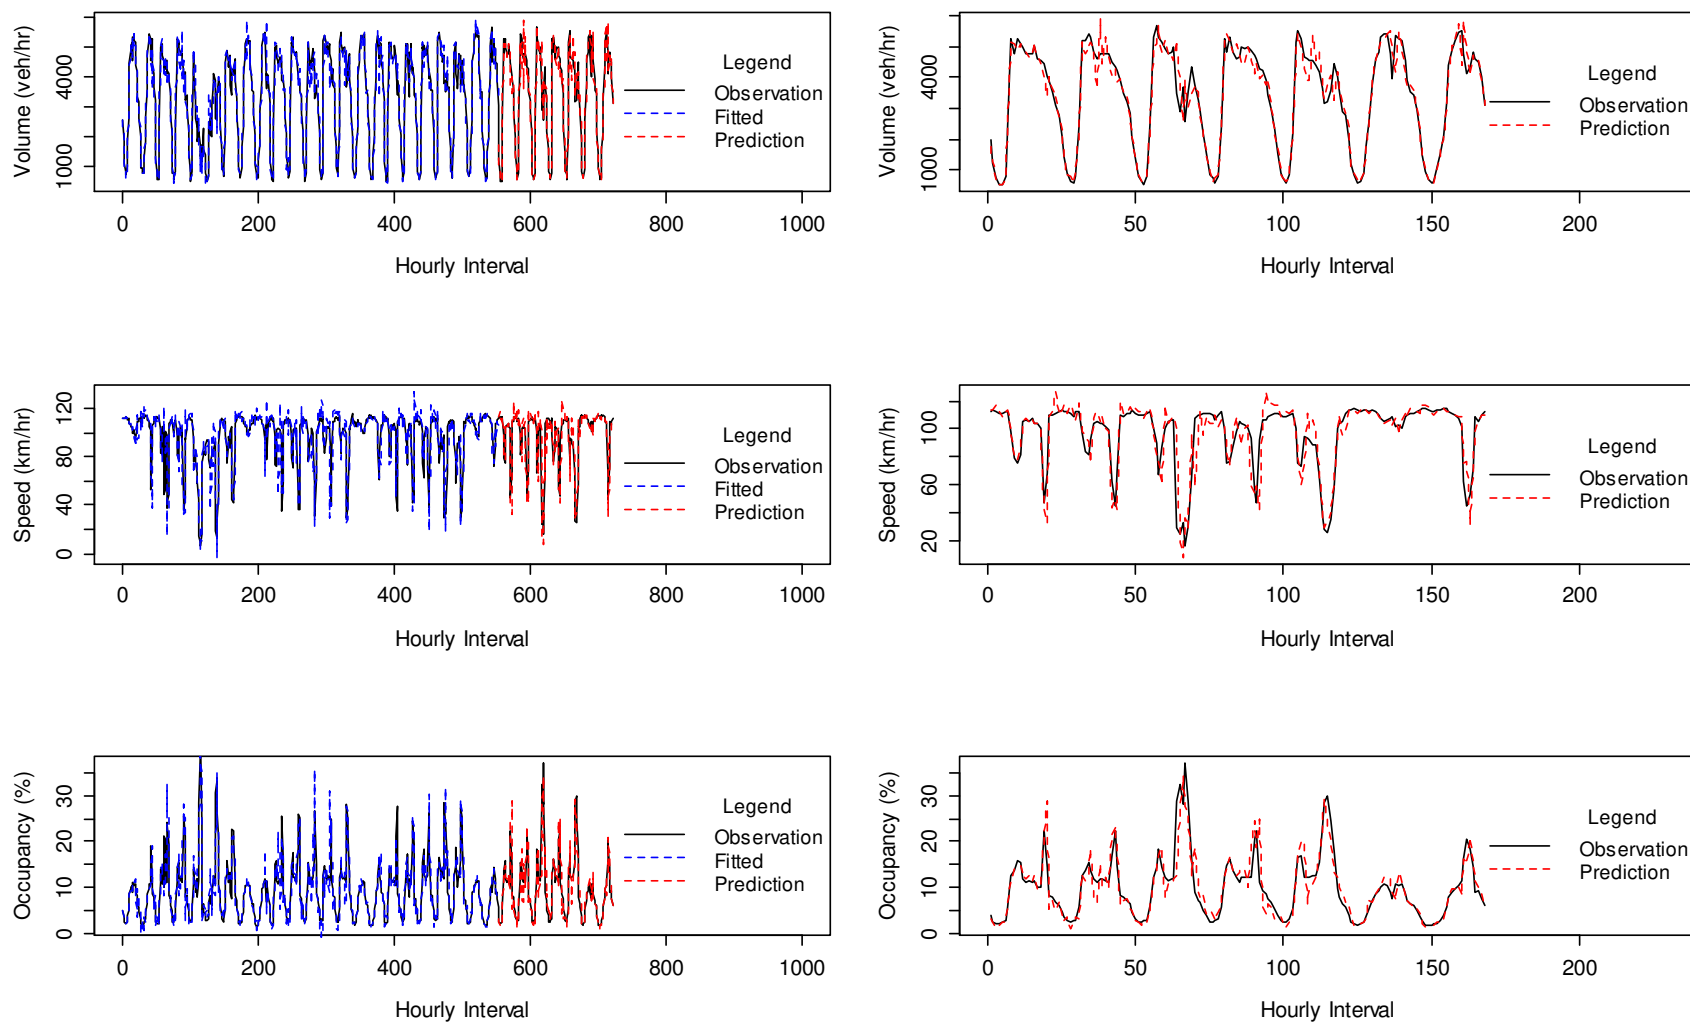 Volume (veh/hr)
4000
1000
Legend
Observation
Fitted
Prediction
0 200 400 600 800 1000
Hourly Interval
Volume (veh/hr)
4000
1000
Legend
Observation
Prediction
0 50 100 150 200
Hourly Interval
Speed (km/hr)
120
80
40
0
Legend
Observation
Fitted
Prediction
0 200 400 600 800 1000
Hourly Interval
Speed (km/hr)
100
60
20
Legend
Observation
Prediction
0 50 100 150 200
Hourly Interval
Occupancy (%)
30
20
10
0
Legend
Observation
Fitted
Prediction
0 200 400 600 800 1000
Hourly Interval
Occupancy (%)
30
20
10
0
Legend
Observation
Prediction
0 50 100 150 200
Hourly Interval